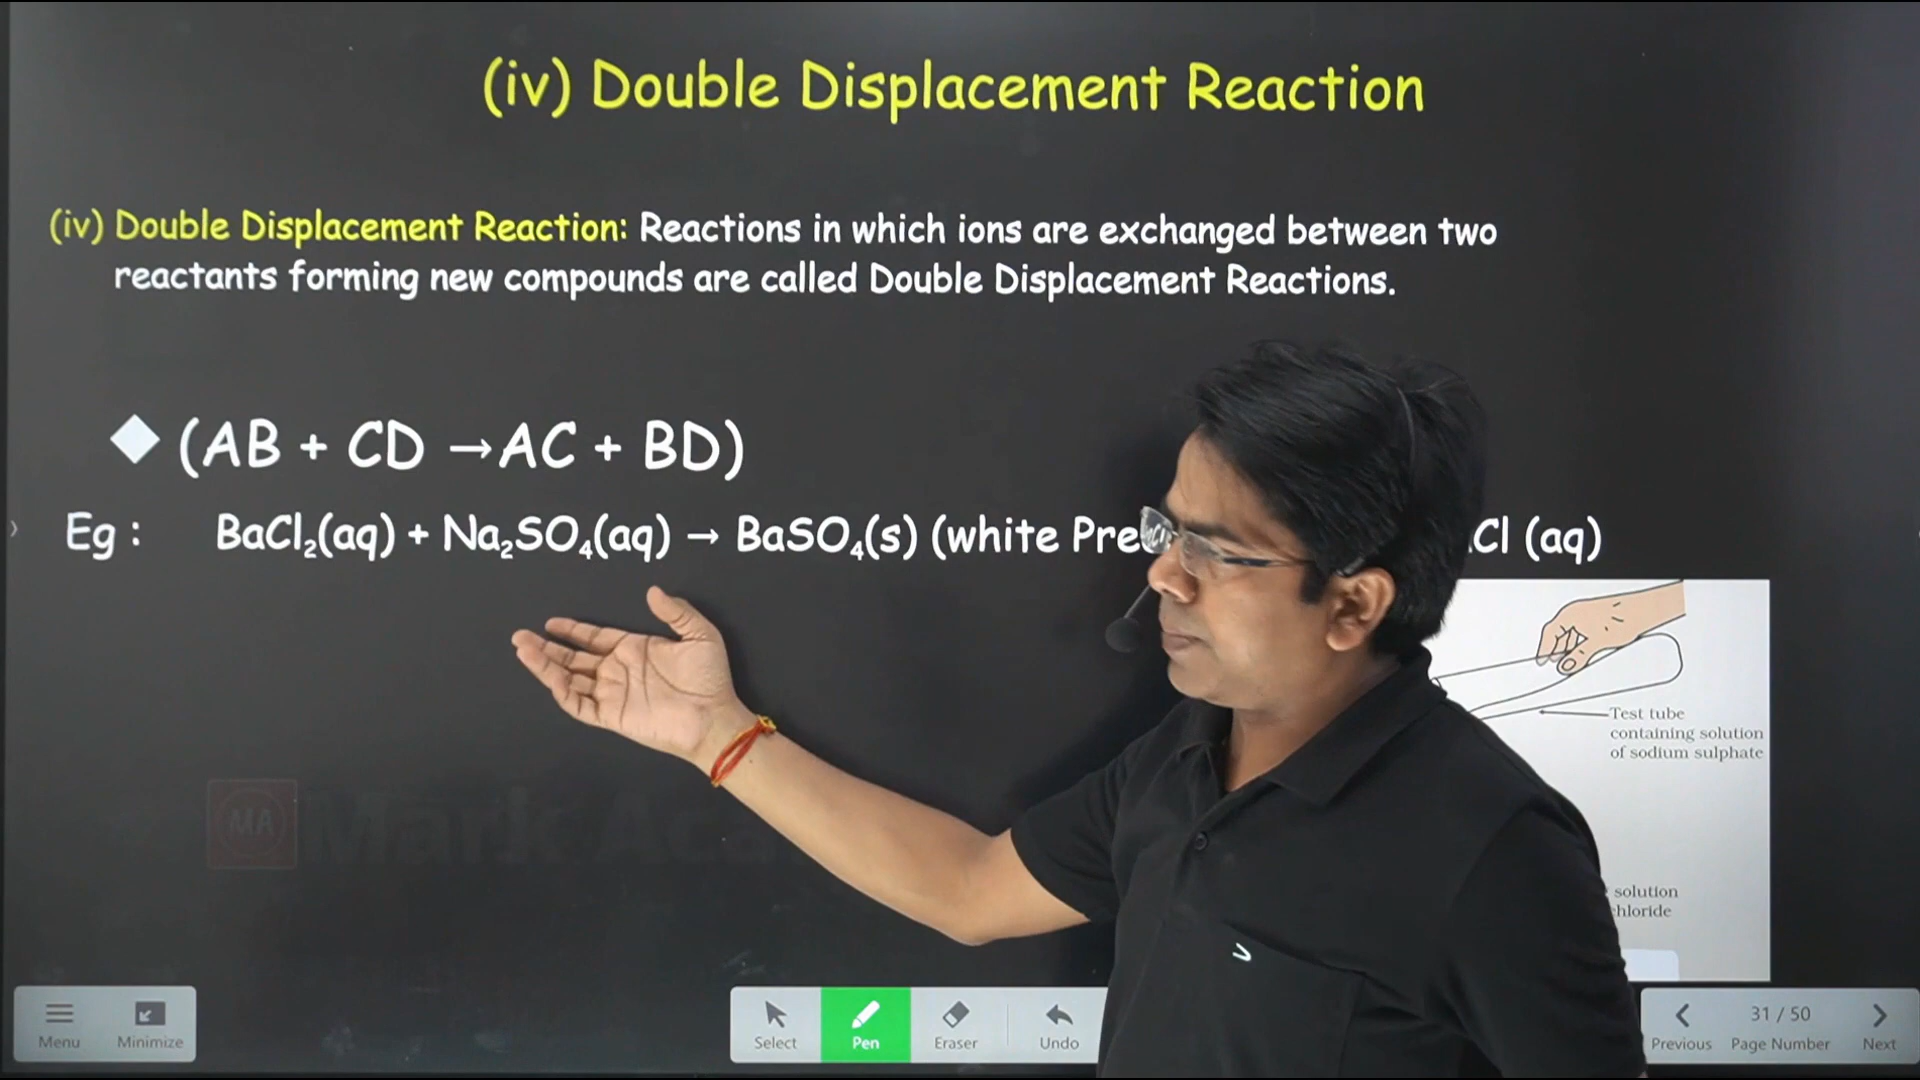 (iv) Double Displacement Reaction
(iv) Double Displacement Reaction: Reactions in which ions are exchanged between two
reactants forming new compounds are called Double Displacement Reactions.
(AB + CD →AC + BD)
Eg : BaCl₂(aq) + Na₂SO₄(aq) → BaSO₄(s) (white Cl (aq)
Test tube
containing solution
of sodium sulphate
solution
MA Mark
Menu
Minimize
Select
Pen
Eraser
Undo
31 / 50
Previous
Page Number
Next